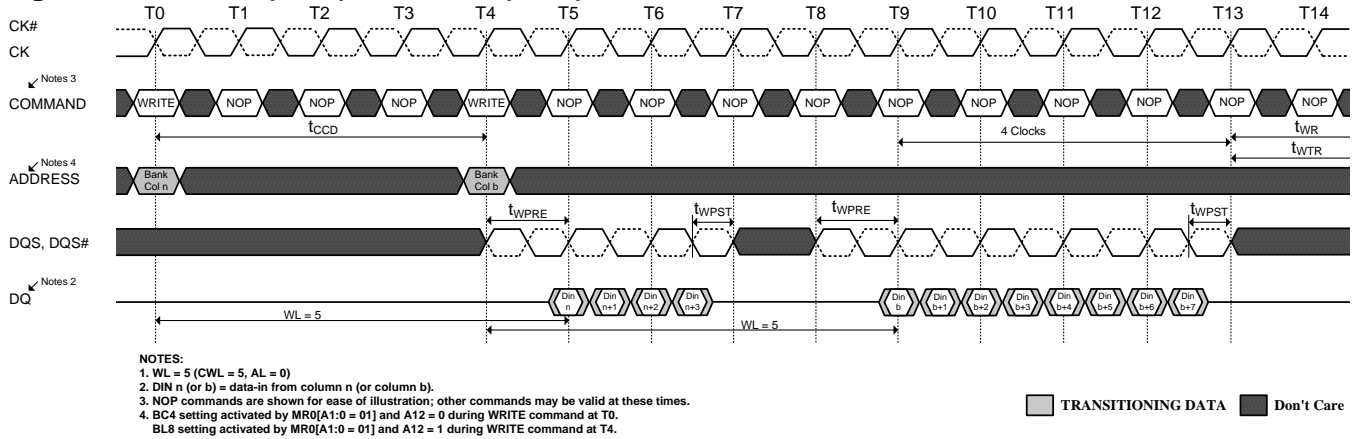 T0 T1 T2 T3 T4 T5 T6 T7 T8 T9 T10 T11 T12 T13 T14
CK#
CK
Notes 3
COMMAND
WRITE NOP NOP NOP WRITE NOP NOP NOP NOP NOP NOP NOP NOP NOP NOP
tCCD
4 Clocks
tWR
tWTR
Notes 4
ADDRESS
Bank
Col n
Bank
Col b
tWPRE
tWPST
tWPRE
tWPST
DQS, DQS#
Notes 2
DQ
Din
n
Din
n+1
Din
n+2
Din
n+3
Din
b
Din
b+1
Din
b+2
Din
b+3
Din
b+4
Din
b+5
Din
b+6
Din
b+7
WL = 5
WL = 5
NOTES:
1. WL = 5 (CWL = 5, AL = 0)
2. DIN n (or b) = data-in from column n (or column b).
3. NOP commands are shown for ease of illustration; other commands may be valid at these times.
4. BC4 setting activated by MR0[A1:0 = 01] and A12 = 0 during WRITE command at T0.
BL8 setting activated by MR0[A1:0 = 01] and A12 = 1 during WRITE command at T4.
TRANSITIONING DATA
Don't Care